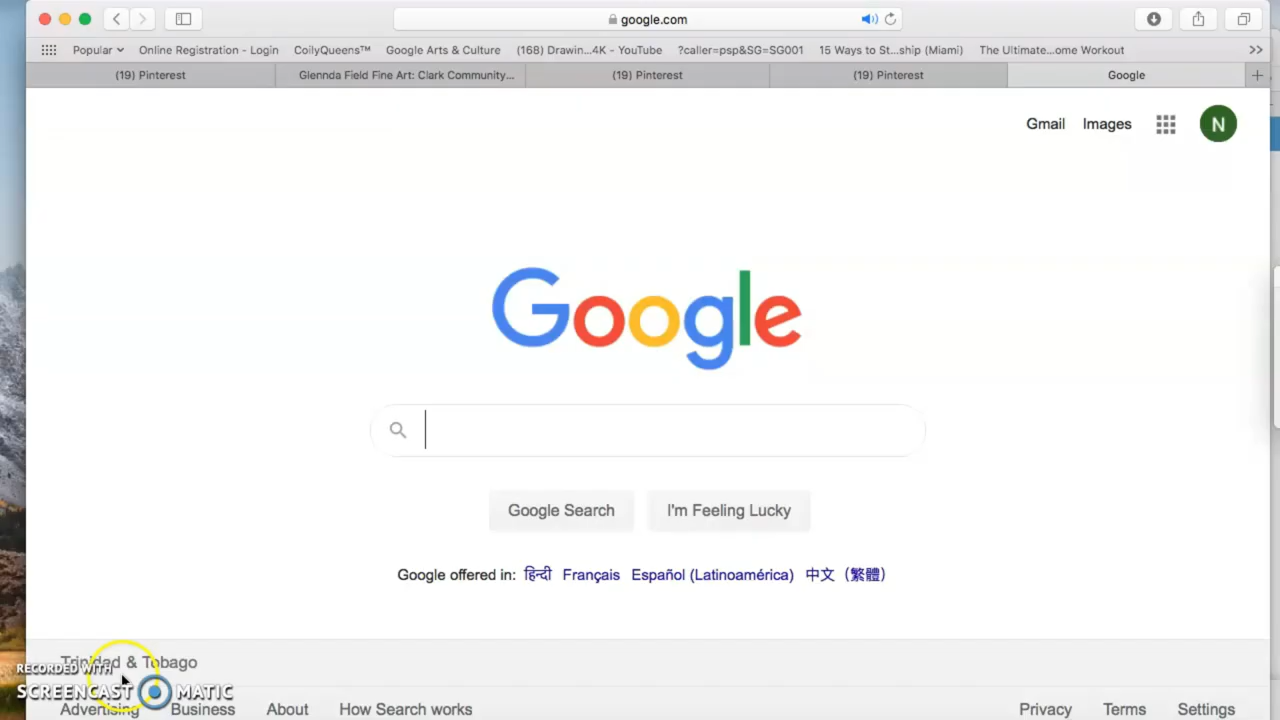 google.com
Popular Online Registration - Login CoilyQueens™ Google Arts & Culture (168) Drawin...4K - YouTube ?caller=psp&SG=SG001 15 Ways to St...ship (Miami) The Ultimate...ome Workout >>
(19) Pinterest Glennda Field Fine Art: Clark Community... (19) Pinterest (19) Pinterest Google +
Gmail Images N
Google
Google Search I'm Feeling Lucky
Google offered in: हिन्दी Français Español (Latinoamérica) 中文（繁體）
Trinidad & Tobago
RECORDED WITH
SCREENCAST MATIC
Advertising Business About How Search works Privacy Terms Settings